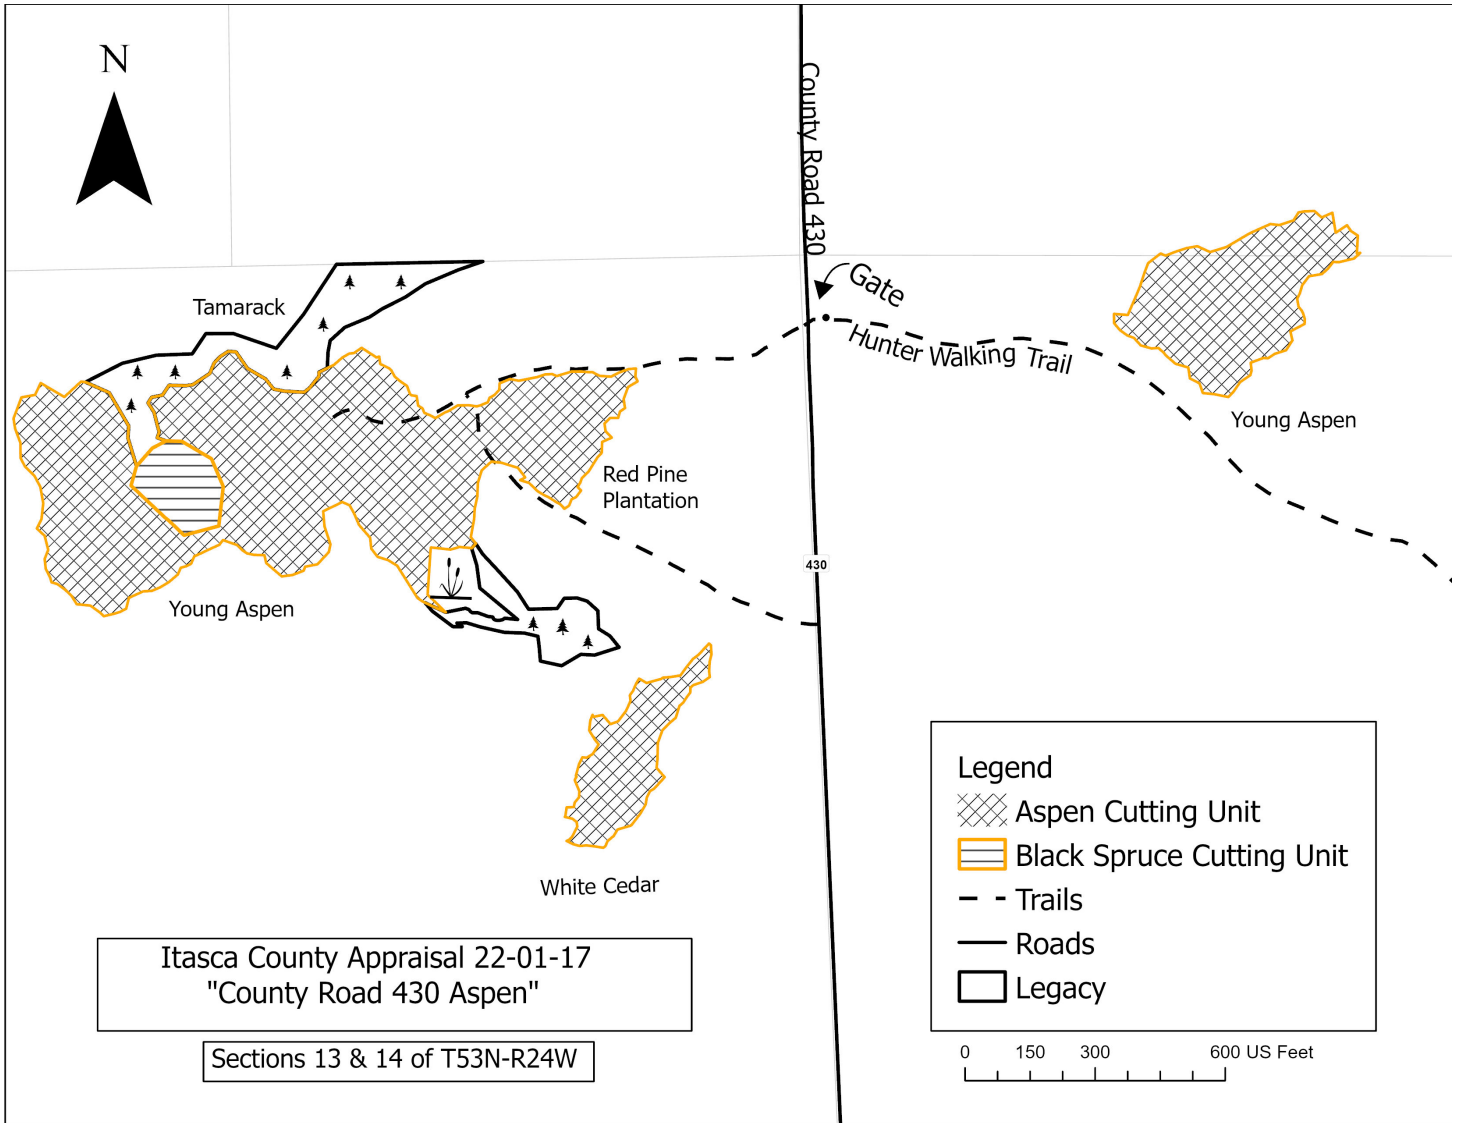 N
County Road 430
Gate
Hunter Walking Trail
Tamarack
Young Aspen
Red Pine
Plantation
430
Young Aspen
White Cedar
Legend
Aspen Cutting Unit
Black Spruce Cutting Unit
Trails
Roads
Legacy
Itasca County Appraisal 22-01-17
"County Road 430 Aspen"
Sections 13 & 14 of T53N-R24W
0 150 300 600 US Feet